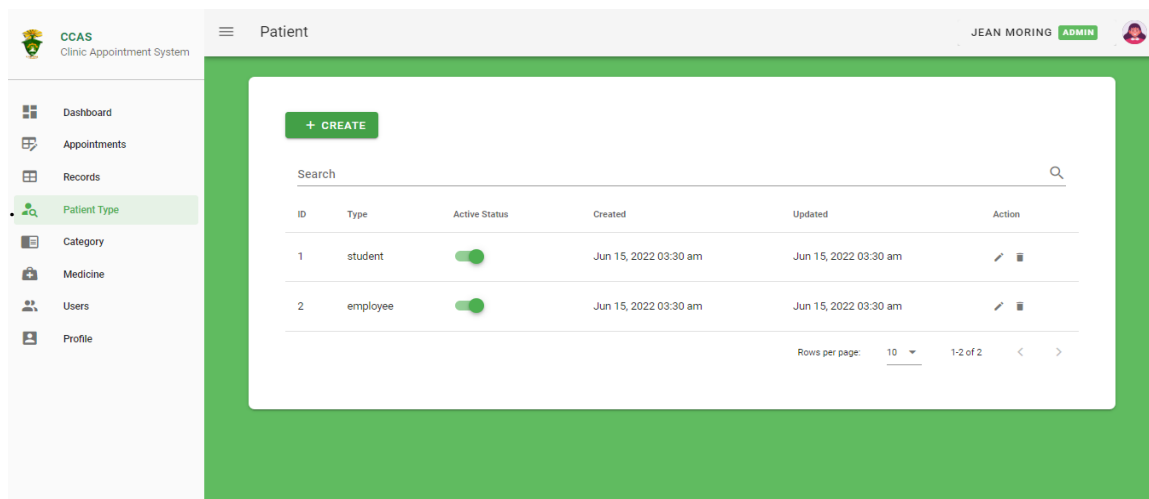 CCAS
Clinic Appointment System
Patient
JEAN MORING ADMIN
Dashboard
Appointments
Records
Patient Type
Category
Medicine
Users
Profile
+ CREATE
Search
ID Type Active Status Created Updated Action
1 student Jun 15, 2022 03:30 am Jun 15, 2022 03:30 am
2 employee Jun 15, 2022 03:30 am Jun 15, 2022 03:30 am
Rows per page: 10 1-2 of 2